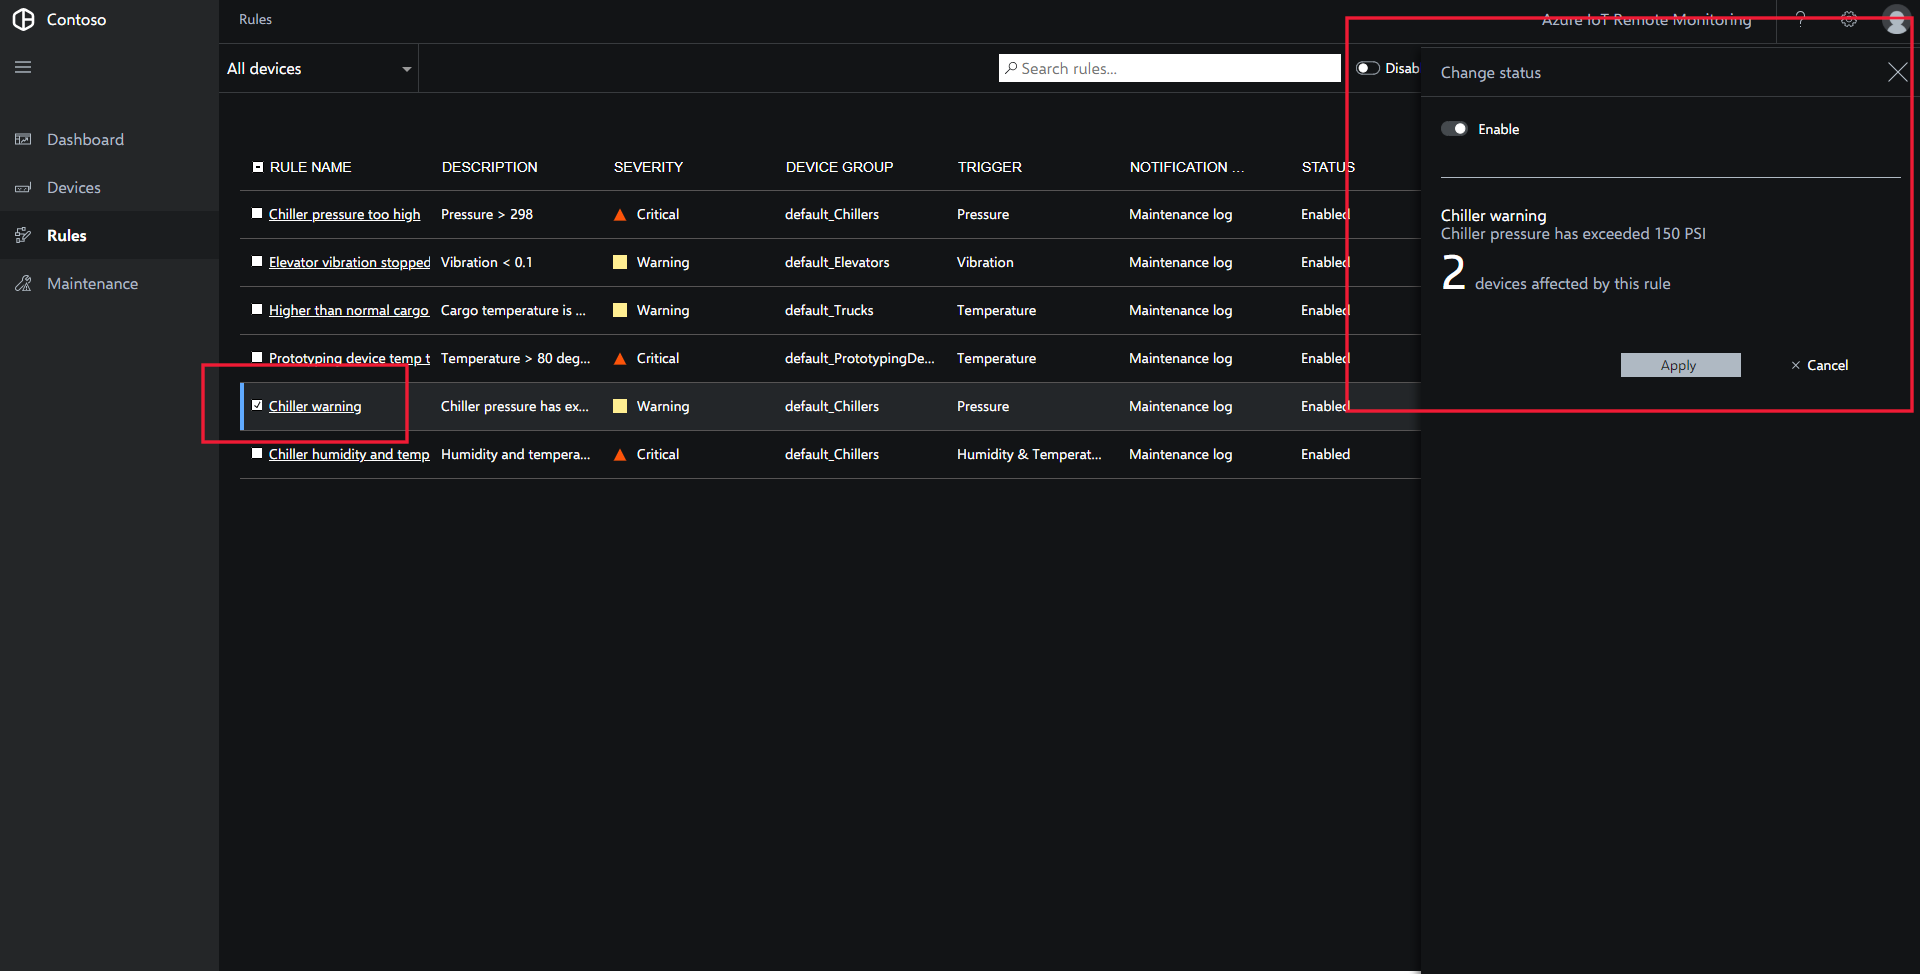 Contoso
Rules
Azure IoT Remote Monitoring
?
All devices
Search rules...
Disab
Change status
Dashboard
Devices
Rules
Maintenance
Enable
RULE NAME DESCRIPTION SEVERITY DEVICE GROUP TRIGGER NOTIFICATION ... STATUS
Chiller pressure too high Pressure > 298 Critical default_Chillers Pressure Maintenance log Enabled
Elevator vibration stopped Vibration < 0.1 Warning default_Elevators Vibration Maintenance log Enabled
Higher than normal cargo Cargo temperature is ... Warning default_Trucks Temperature Maintenance log Enabled
Prototyping device temp t Temperature > 80 deg... Critical default_PrototypingDe... Temperature Maintenance log Enabled
Chiller warning Chiller pressure has ex... Warning default_Chillers Pressure Maintenance log Enabled
Chiller humidity and temp Humidity and tempera... Critical default_Chillers Humidity & Temperat... Maintenance log Enabled
Chiller warning
Chiller pressure has exceeded 150 PSI
2 devices affected by this rule
Apply
Cancel